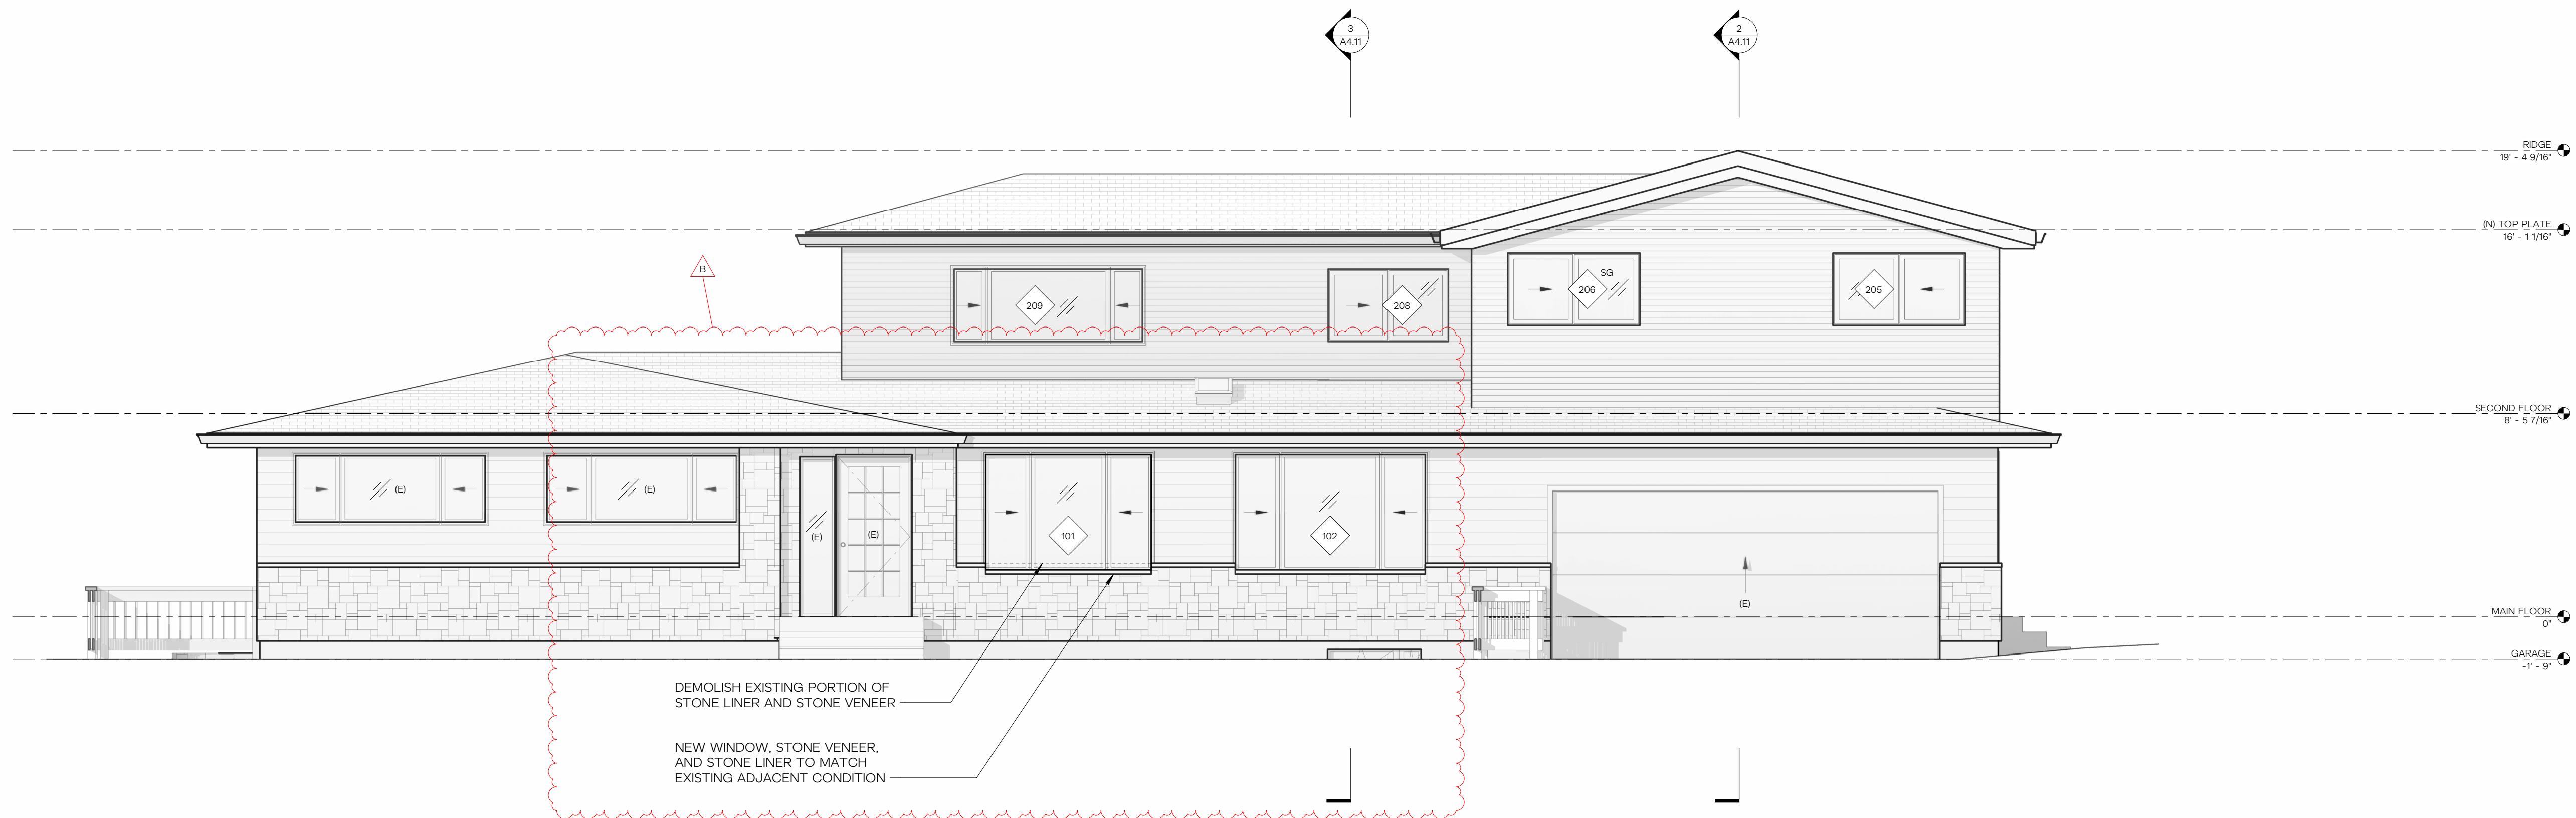 3
A4.11
2
A4.11
RIDGE
19' - 4 9/16"
(N) TOP PLATE
16' - 1 1/16"
B
SG
209
208
206
205
SECOND FLOOR
8' - 5 7/16"
(E)
(E)
(E)
(E)
101
102
(E)
MAIN FLOOR
0"
GARAGE
-1' - 9"
DEMOLISH EXISTING PORTION OF
STONE LINER AND STONE VENEER
NEW WINDOW, STONE VENEER,
AND STONE LINER TO MATCH
EXISTING ADJACENT CONDITION